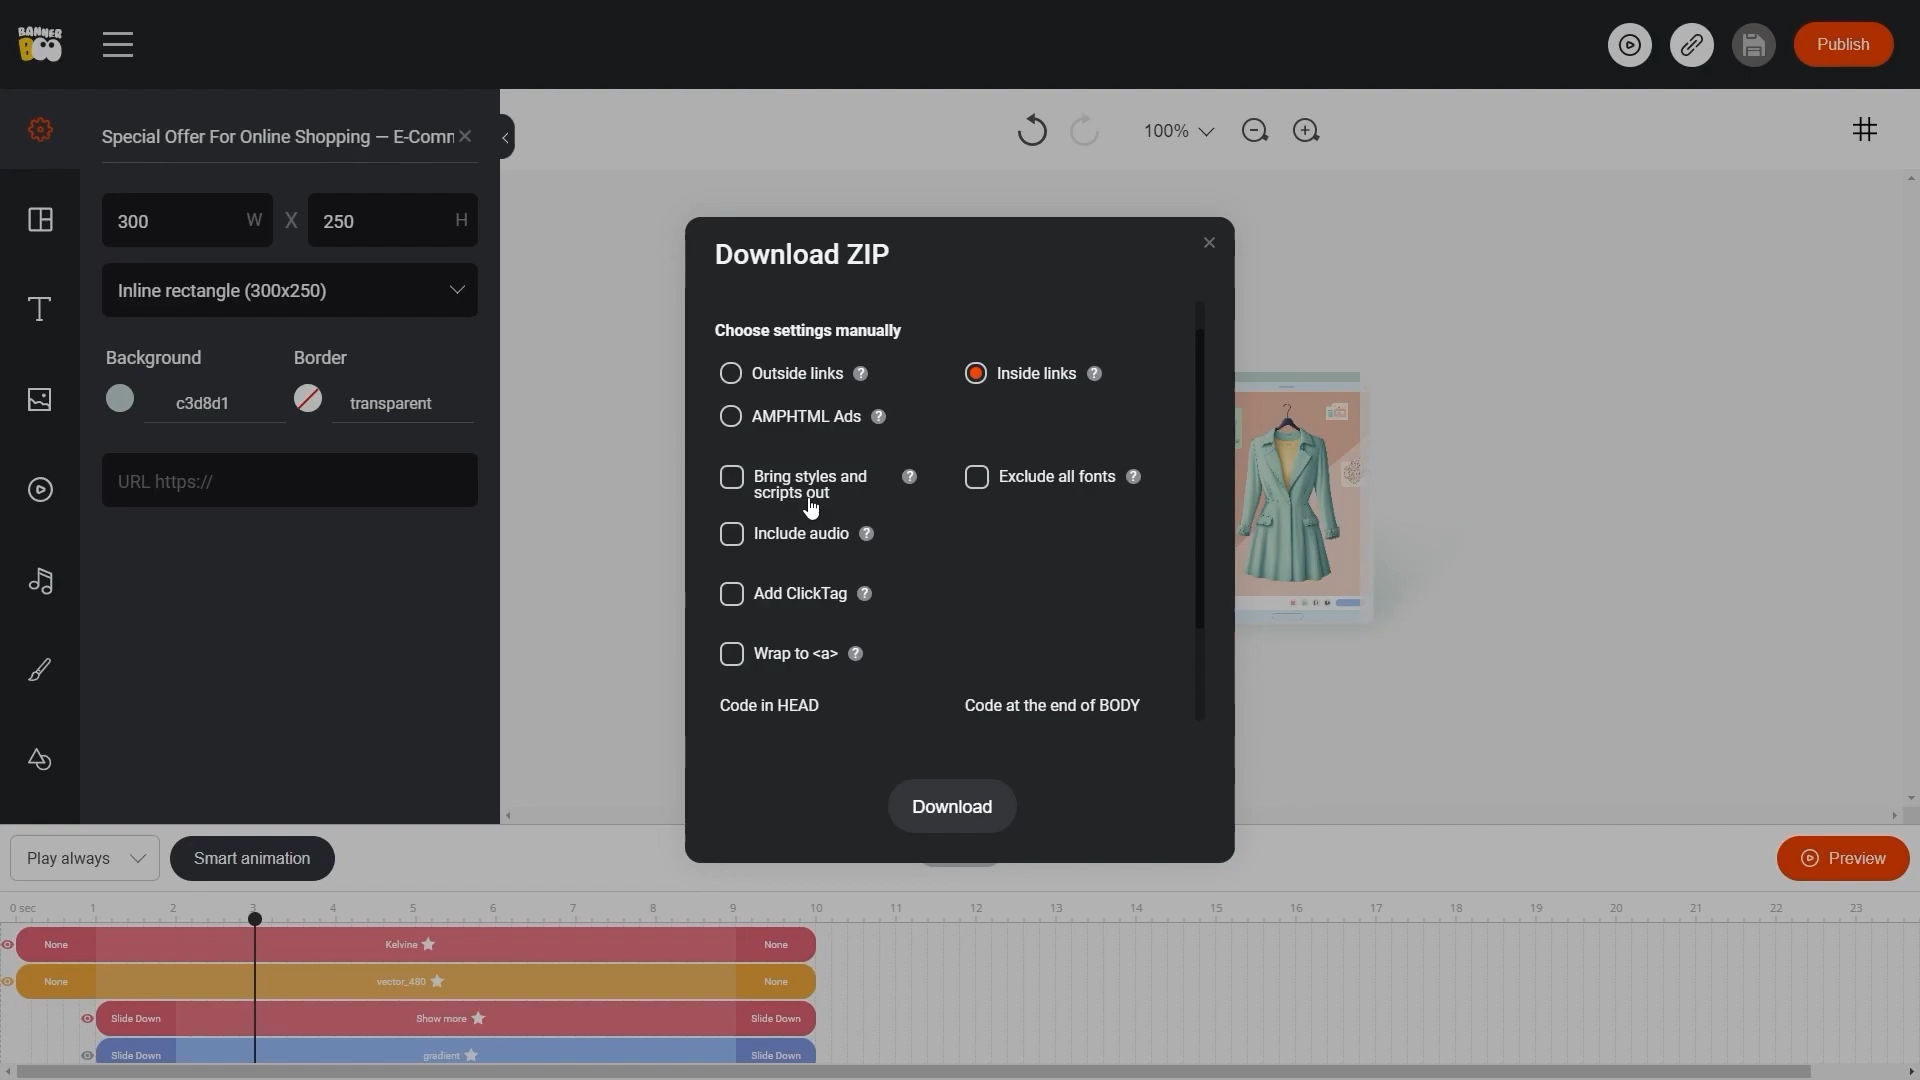 BANNER
BOO
Publish
Special Offer For Online Shopping — E-Comm
100%
300 W X 250 H
Inline rectangle (300x250)
Background Border
c3d8d1 transparent
URL https://
Download ZIP
Choose settings manually
Outside links ? Inside links ?
AMPHTML Ads ?
Bring styles and
scripts out ? Exclude all fonts ?
Include audio ?
Add ClickTag ?
Wrap to <a> ?
Code in HEAD Code at the end of BODY
Download
Play always Smart animation Preview
0 sec 1 2 3 4 5 6 7 8 9 10 11 12 13 14 15 16 17 18 19 20 21 22 23
None Kelvine None
None vector_480 None
Slide Down Show more Slide Down
Slide Down gradient Slide Down